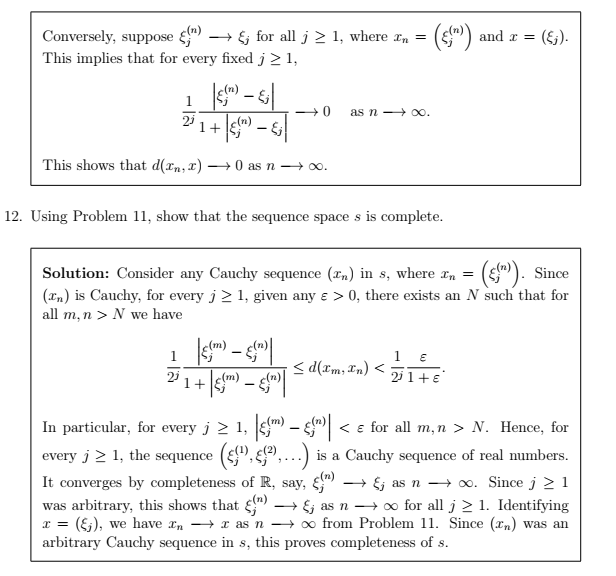 Conversely, suppose ξ_j^{(n)} ⟶ ξ_j for all j ≥ 1, where x_n = (ξ_j^{(n)}) and x = (ξ_j).
This implies that for every fixed j ≥ 1,
\frac{1}{2^j} \frac{|ξ_j^{(n)} − ξ_j|}{1 + |ξ_j^{(n)} − ξ_j|} ⟶ 0 as n ⟶ ∞.
This shows that d(x_n, x) ⟶ 0 as n ⟶ ∞.
12. Using Problem 11, show that the sequence space s is complete.
Solution: Consider any Cauchy sequence (x_n) in s, where x_n = (ξ_j^{(n)}). Since
(x_n) is Cauchy, for every j ≥ 1, given any ε > 0, there exists an N such that for
all m, n > N we have
\frac{1}{2^j} \frac{|ξ_j^{(m)} − ξ_j^{(n)}|}{1 + |ξ_j^{(m)} − ξ_j^{(n)}|} ≤ d(x_m, x_n) < \frac{1}{2^j} \frac{ε}{1 + ε}.
In particular, for every j ≥ 1, |ξ_j^{(m)} − ξ_j^{(n)}| < ε for all m, n > N. Hence, for
every j ≥ 1, the sequence (ξ_j^{(1)}, ξ_j^{(2)}, . . .) is a Cauchy sequence of real numbers.
It converges by completeness of ℝ, say, ξ_j^{(n)} ⟶ ξ_j as n ⟶ ∞. Since j ≥ 1
was arbitrary, this shows that ξ_j^{(n)} ⟶ ξ_j as n ⟶ ∞ for all j ≥ 1. Identifying
x = (ξ_j), we have x_n ⟶ x as n ⟶ ∞ from Problem 11. Since (x_n) was an
arbitrary Cauchy sequence in s, this proves completeness of s.